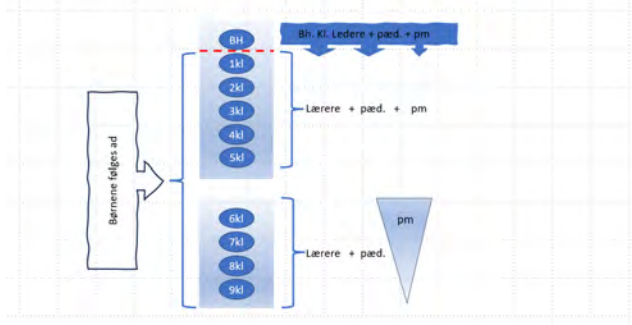 BH
Bh. Kl. Ledere + pæd. + pm
1kl
2kl
3kl
4kl
5kl
Lærere + pæd. + pm
Børnene følges ad
6kl
7kl
8kl
9kl
Lærere + pæd.
pm